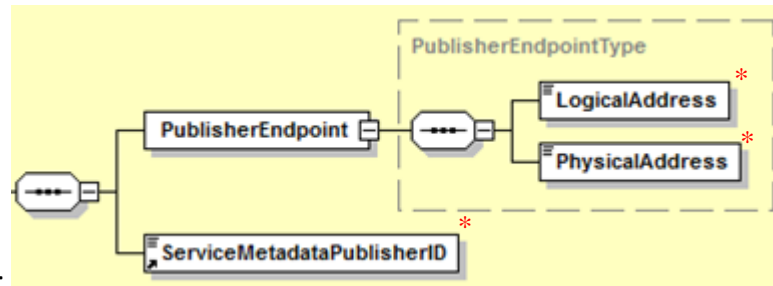 PublisherEndpointType
LogicalAddress *
PublisherEndpoint
PhysicalAddress *
ServiceMetadataPublisherID *
.